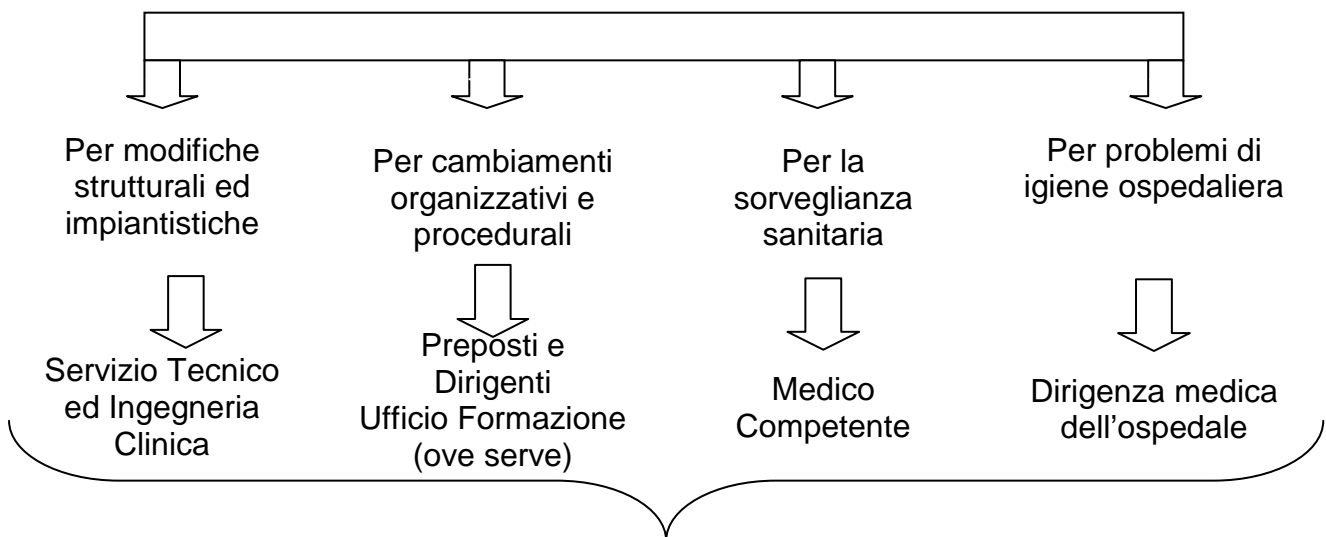 Per modifiche
strutturali ed
impiantistiche
Per cambiamenti
organizzativi e
procedurali
Per la
sorveglianza
sanitaria
Per problemi di
igiene ospedaliera
Servizio Tecnico
ed Ingegneria
Clinica
Preposti e
Dirigenti
Ufficio Formazione
(ove serve)
Medico
Competente
Dirigenza medica
dell’ospedale